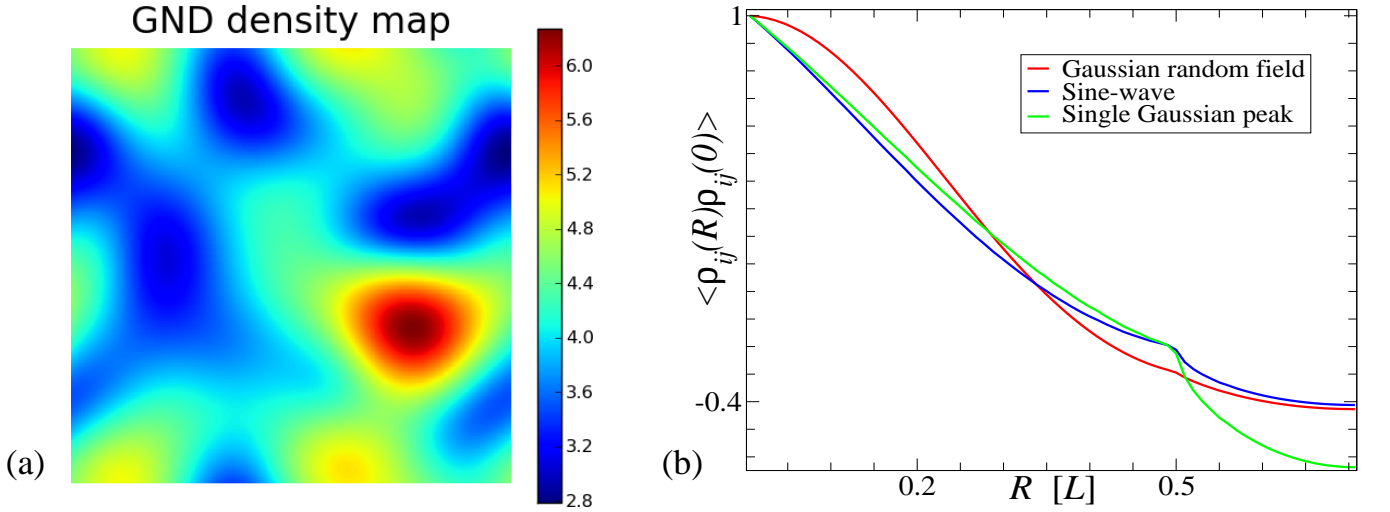 GND density map
6.0
5.6
5.2
4.8
4.4
4.0
3.6
3.2
2.8
(a)
1
-0.4
<ρij(R)ρij(0)>
Gaussian random field
Sine-wave
Single Gaussian peak
0.2
R [L]
0.5
(b)